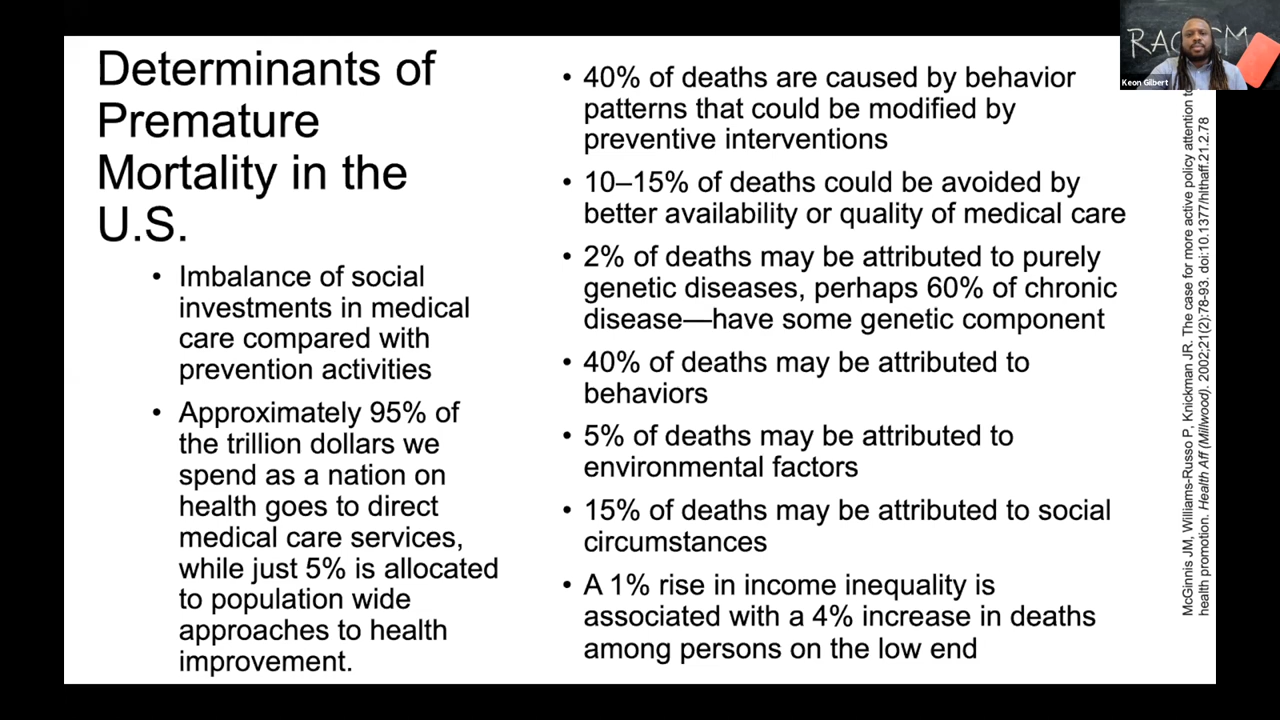 Determinants of
Premature
Mortality in the
U.S.
• Imbalance of social
investments in medical
care compared with
prevention activities
• Approximately 95% of
the trillion dollars we
spend as a nation on
health goes to direct
medical care services,
while just 5% is allocated
to population wide
approaches to health
improvement.
• 40% of deaths are caused by behavior
patterns that could be modified by
preventive interventions
• 10–15% of deaths could be avoided by
better availability or quality of medical care
• 2% of deaths may be attributed to purely
genetic diseases, perhaps 60% of chronic
disease—have some genetic component
• 40% of deaths may be attributed to
behaviors
• 5% of deaths may be attributed to
environmental factors
• 15% of deaths may be attributed to social
circumstances
• A 1% rise in income inequality is
associated with a 4% increase in deaths
among persons on the low end
McGinnis JM, Williams-Russo P, Knickman JR. The case for more active policy attention to
health promotion. Health Aff (Millwood). 2002;21(2):78-93. doi:10.1377/hlthaff.21.2.78
Keon Gilbert